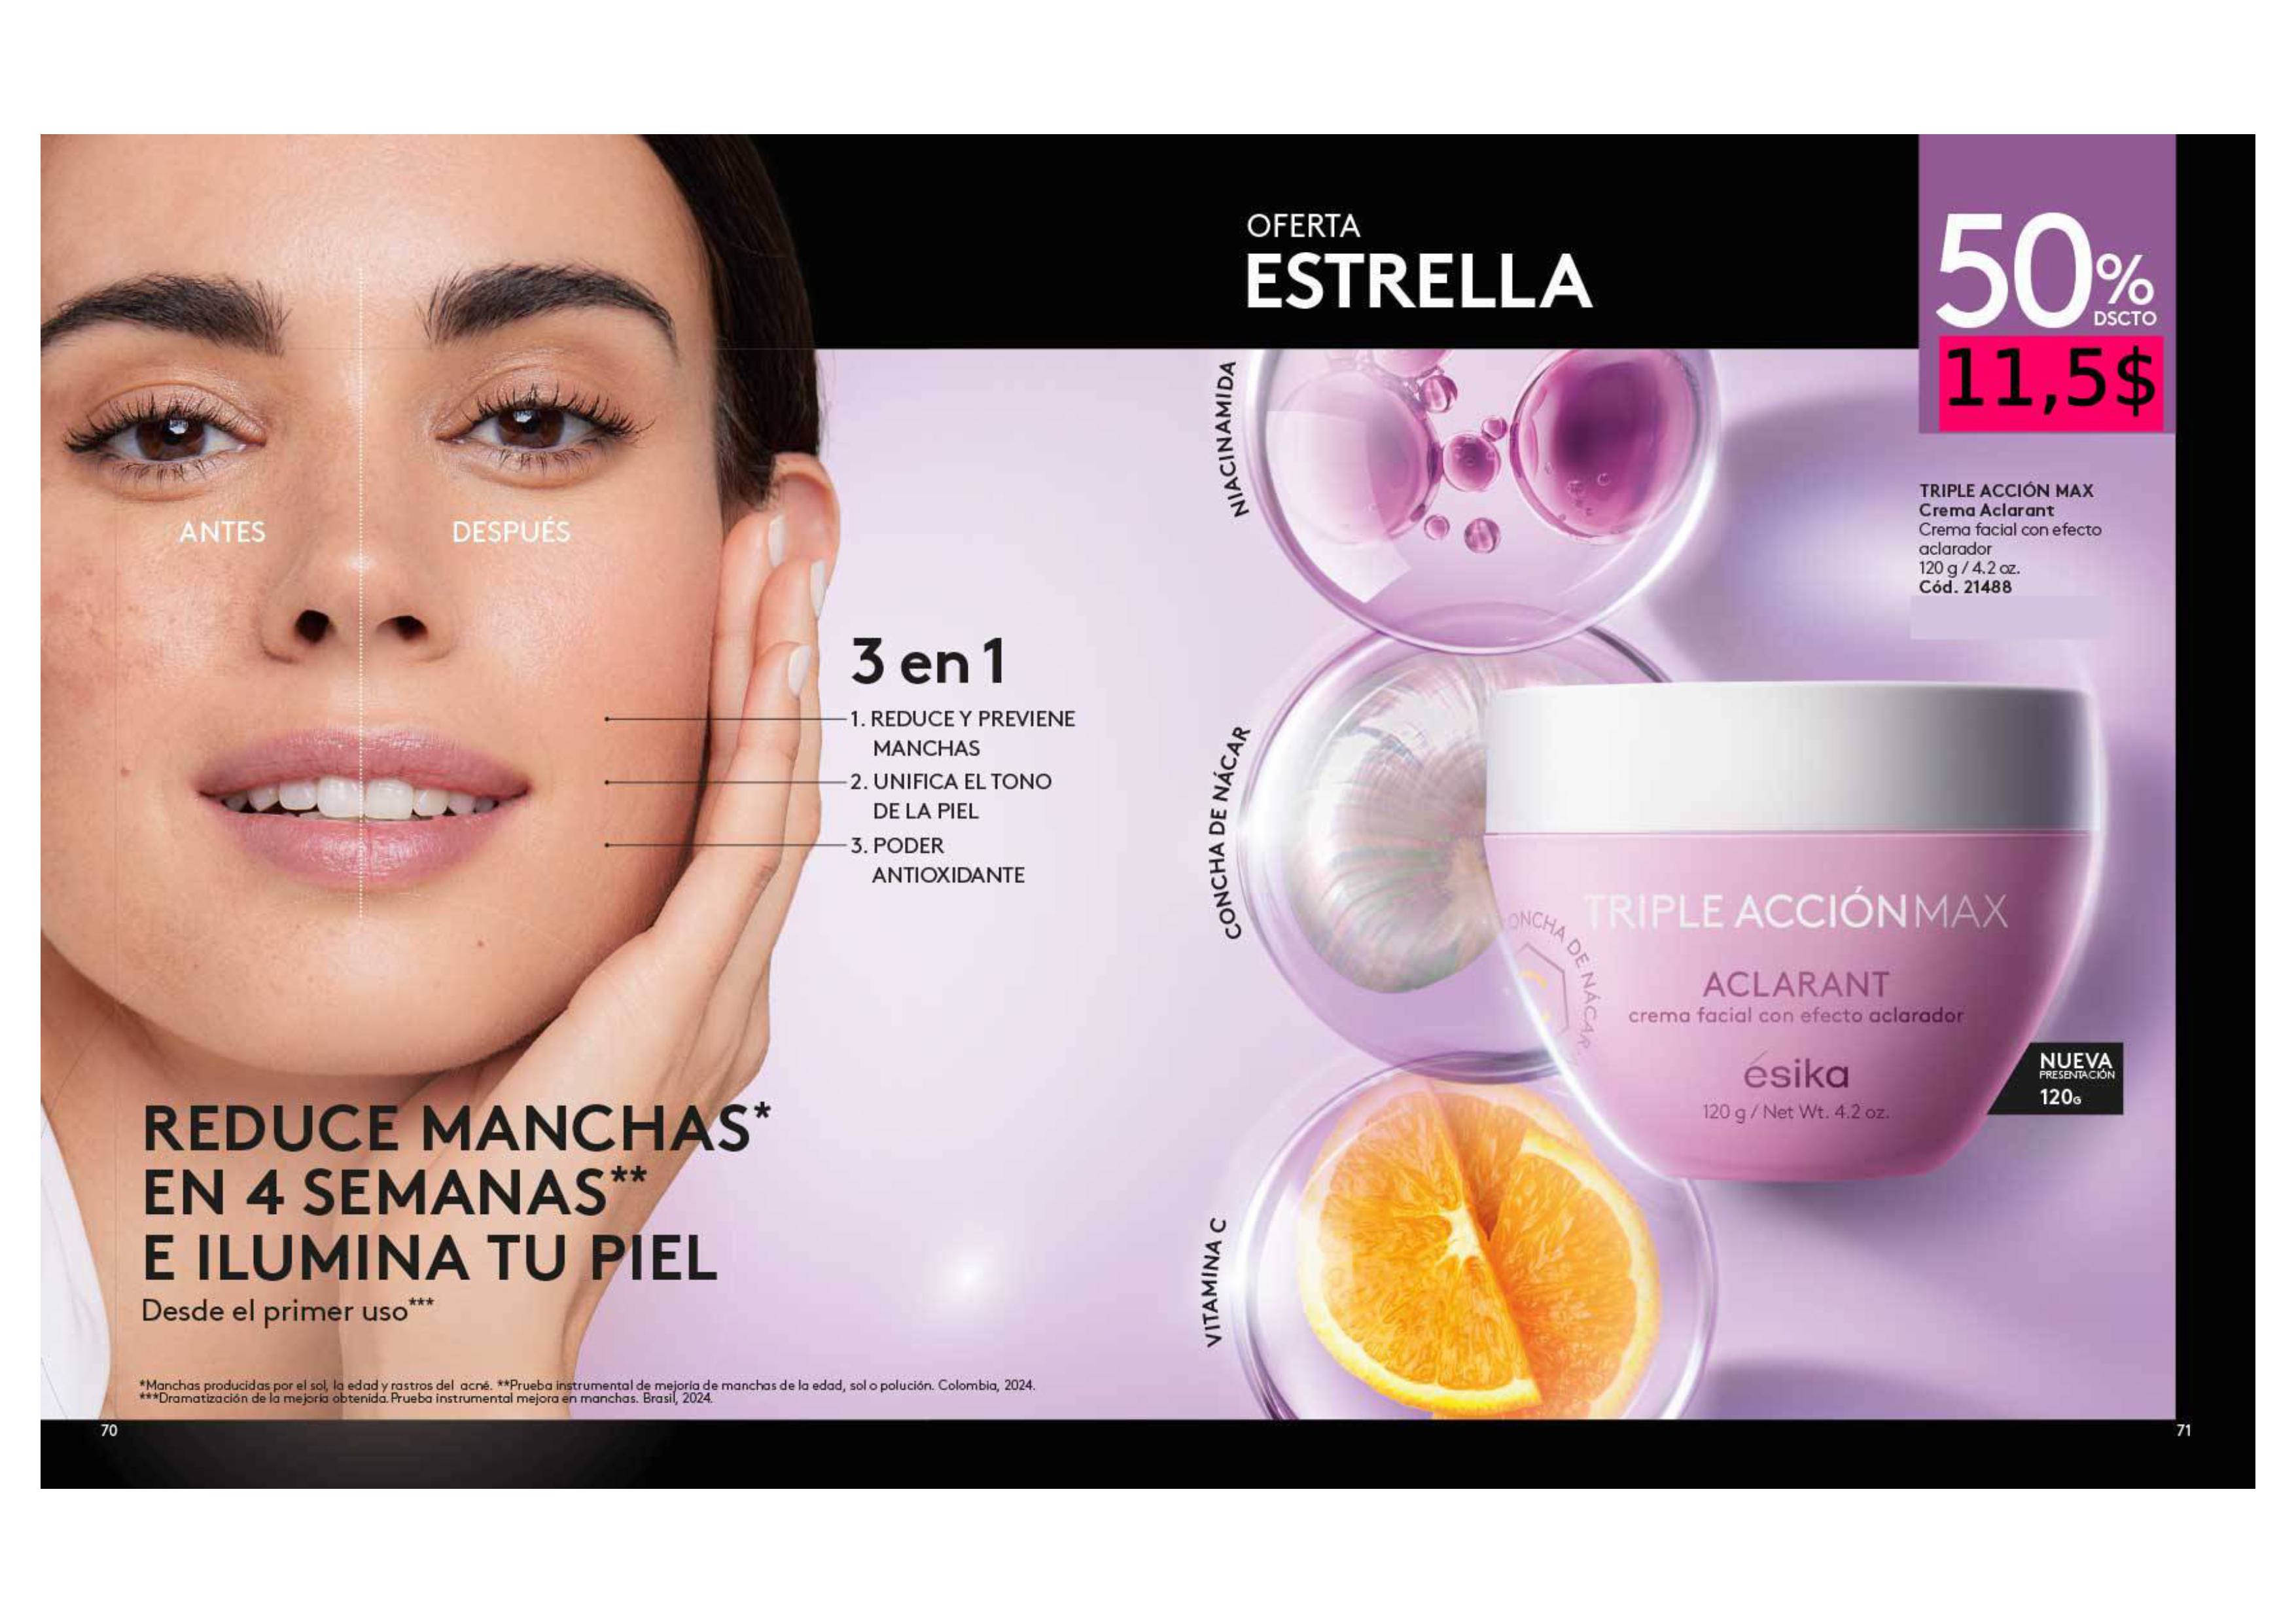 ANTES
DESPUÉS
3 en 1
1. REDUCE Y PREVIENE
MANCHAS
2. UNIFICA EL TONO
DE LA PIEL
3. PODER
ANTIOXIDANTE
REDUCE MANCHAS*
EN 4 SEMANAS**
E ILUMINA TU PIEL
Desde el primer uso***
*Manchas producidas por el sol, la edad y rastros del acné. **Prueba instrumental de mejoría de manchas de la edad, sol o polución. Colombia, 2024.
***Dramatización de la mejoría obtenida. Prueba instrumental mejora en manchas. Brasil, 2024.
70
OFERTA
ESTRELLA
50%
DSCTO
11,5$
TRIPLE ACCIÓN MAX
Crema Aclarant
Crema facial con efecto
aclarador
120 g / 4.2 oz.
Cód. 21488
NIACINAMIDA
CONCHA DE NÁCAR
VITAMINA C
TRIPLE ACCIÓN MAX
DE NÁCAR
ACLARANT
crema facial con efecto aclarador
ésika
120 g / Net Wt. 4.2 oz.
NUEVA
PRESENTACIÓN
120G
71